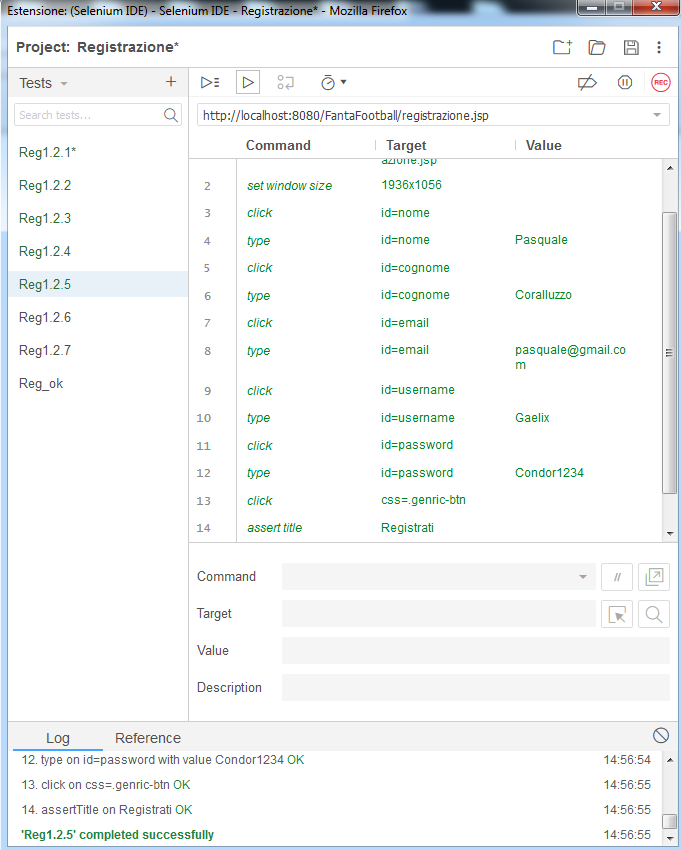 Estensione: (Selenium IDE) - Selenium IDE - Registrazione* - Mozilla Firefox
Project: Registrazione*
Tests
Search tests...
Reg1.2.1*
Reg1.2.2
Reg1.2.3
Reg1.2.4
Reg1.2.5
Reg1.2.6
Reg1.2.7
Reg_ok
REC
http://localhost:8080/FantaFootball/registrazione.jsp
Command Target Value
azione.jsp
2 set window size 1936x1056
3 click id=nome
4 type id=nome Pasquale
5 click id=cognome
6 type id=cognome Coralluzzo
7 click id=email
8 type id=email pasquale@gmail.co
m
9 click id=username
10 type id=username Gaelix
11 click id=password
12 type id=password Condor1234
13 click css=.genric-btn
14 assert title Registrati
Command //
Target
Value
Description
Log Reference
12. type on id=password with value Condor1234 OK 14:56:54
13. click on css=.genric-btn OK 14:56:55
14. assertTitle on Registrati OK 14:56:55
'Reg1.2.5' completed successfully 14:56:55